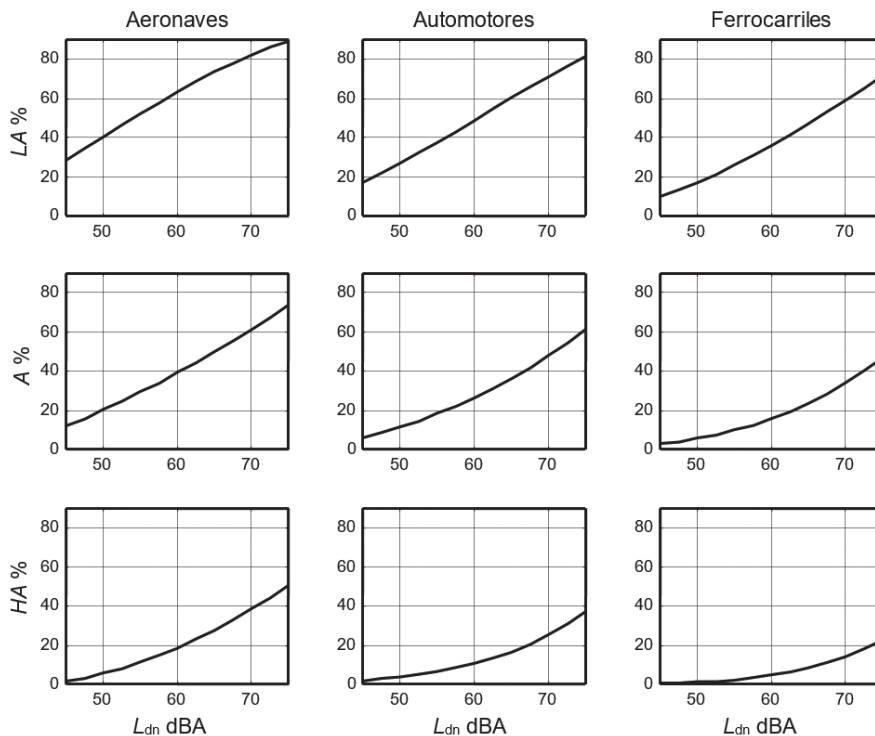 Aeronaves Automotores Ferrocarriles
LA %
80 80 80
60 60 60
40 40 40
20 20 20
0 0 0
50 60 70 50 60 70 50 60 70
A %
80 80 80
60 60 60
40 40 40
20 20 20
0 0 0
50 60 70 50 60 70 50 60 70
HA %
80 80 80
60 60 60
40 40 40
20 20 20
0 0 0
50 60 70 50 60 70 50 60 70
Ldn dBA Ldn dBA Ldn dBA